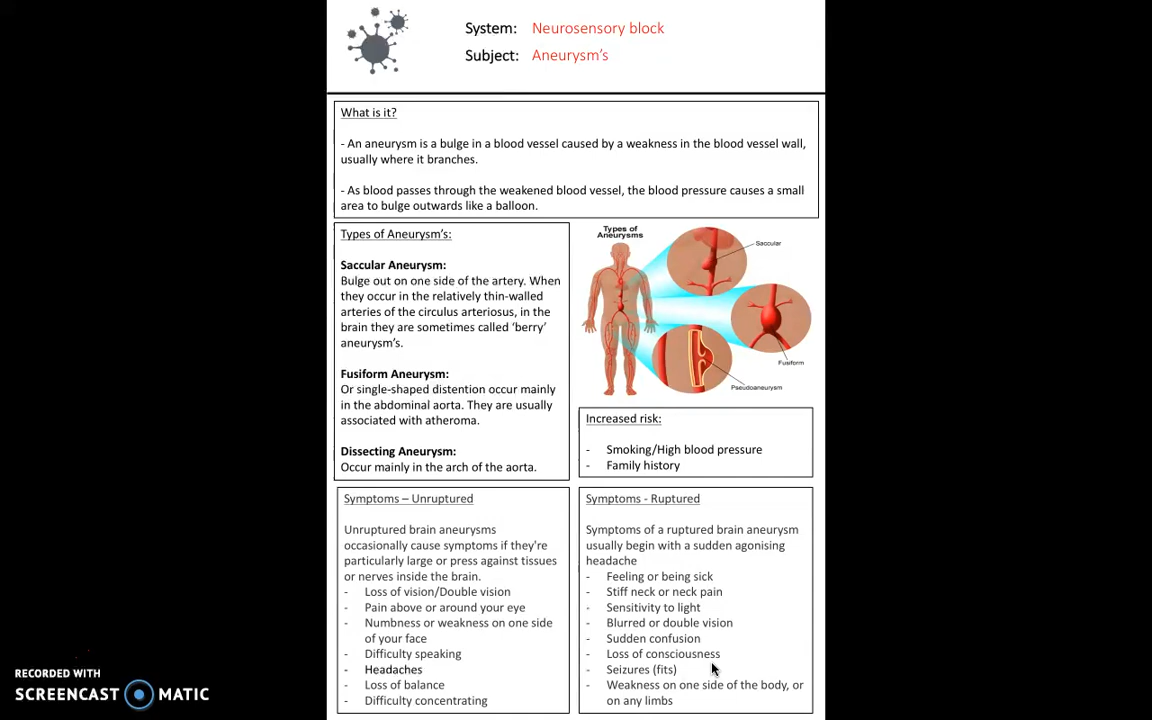 System: Neurosensory block
Subject: Aneurysm's
What is it?
- An aneurysm is a bulge in a blood vessel caused by a weakness in the blood vessel wall,
usually where it branches.
- As blood passes through the weakened blood vessel, the blood pressure causes a small
area to bulge outwards like a balloon.
Types of Aneurysm's:
Saccular Aneurysm:
Bulge out on one side of the artery. When
they occur in the relatively thin-walled
arteries of the circulus arteriosus, in the
brain they are sometimes called 'berry'
aneurysm's.
Fusiform Aneurysm:
Or single-shaped distention occur mainly
in the abdominal aorta. They are usually
associated with atheroma.
Dissecting Aneurysm:
Occur mainly in the arch of the aorta.
Types of
Aneurysms
Saccular
Fusiform
Pseudoaneurysm
Increased risk:
- Smoking/High blood pressure
- Family history
Symptoms – Unruptured
Unruptured brain aneurysms
occasionally cause symptoms if they're
particularly large or press against tissues
or nerves inside the brain.
- Loss of vision/Double vision
- Pain above or around your eye
- Numbness or weakness on one side
of your face
- Difficulty speaking
- Headaches
- Loss of balance
- Difficulty concentrating
Symptoms - Ruptured
Symptoms of a ruptured brain aneurysm
usually begin with a sudden agonising
headache
- Feeling or being sick
- Stiff neck or neck pain
- Sensitivity to light
- Blurred or double vision
- Sudden confusion
- Loss of consciousness
- Seizures (fits)
- Weakness on one side of the body, or
on any limbs
RECORDED WITH
SCREENCAST MATIC